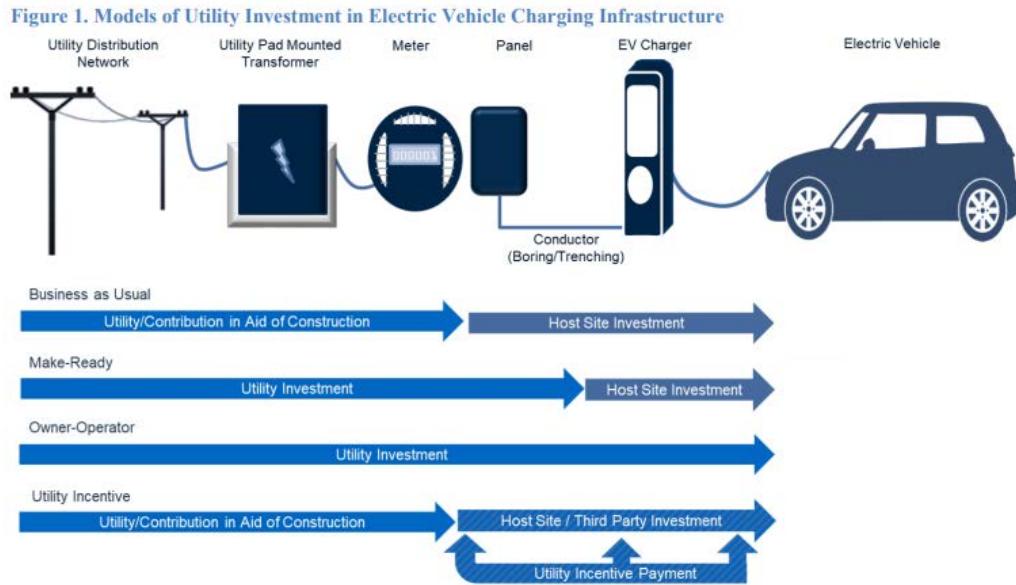 Figure 1. Models of Utility Investment in Electric Vehicle Charging Infrastructure
Utility Distribution
Network
Utility Pad Mounted
Transformer
Meter
Panel
EV Charger
Electric Vehicle
Conductor
(Boring/Trenching)
Business as Usual
Utility/Contribution in Aid of Construction
Host Site Investment
Make-Ready
Utility Investment
Host Site Investment
Owner-Operator
Utility Investment
Utility Incentive
Utility/Contribution in Aid of Construction
Host Site / Third Party Investment
Utility Incentive Payment